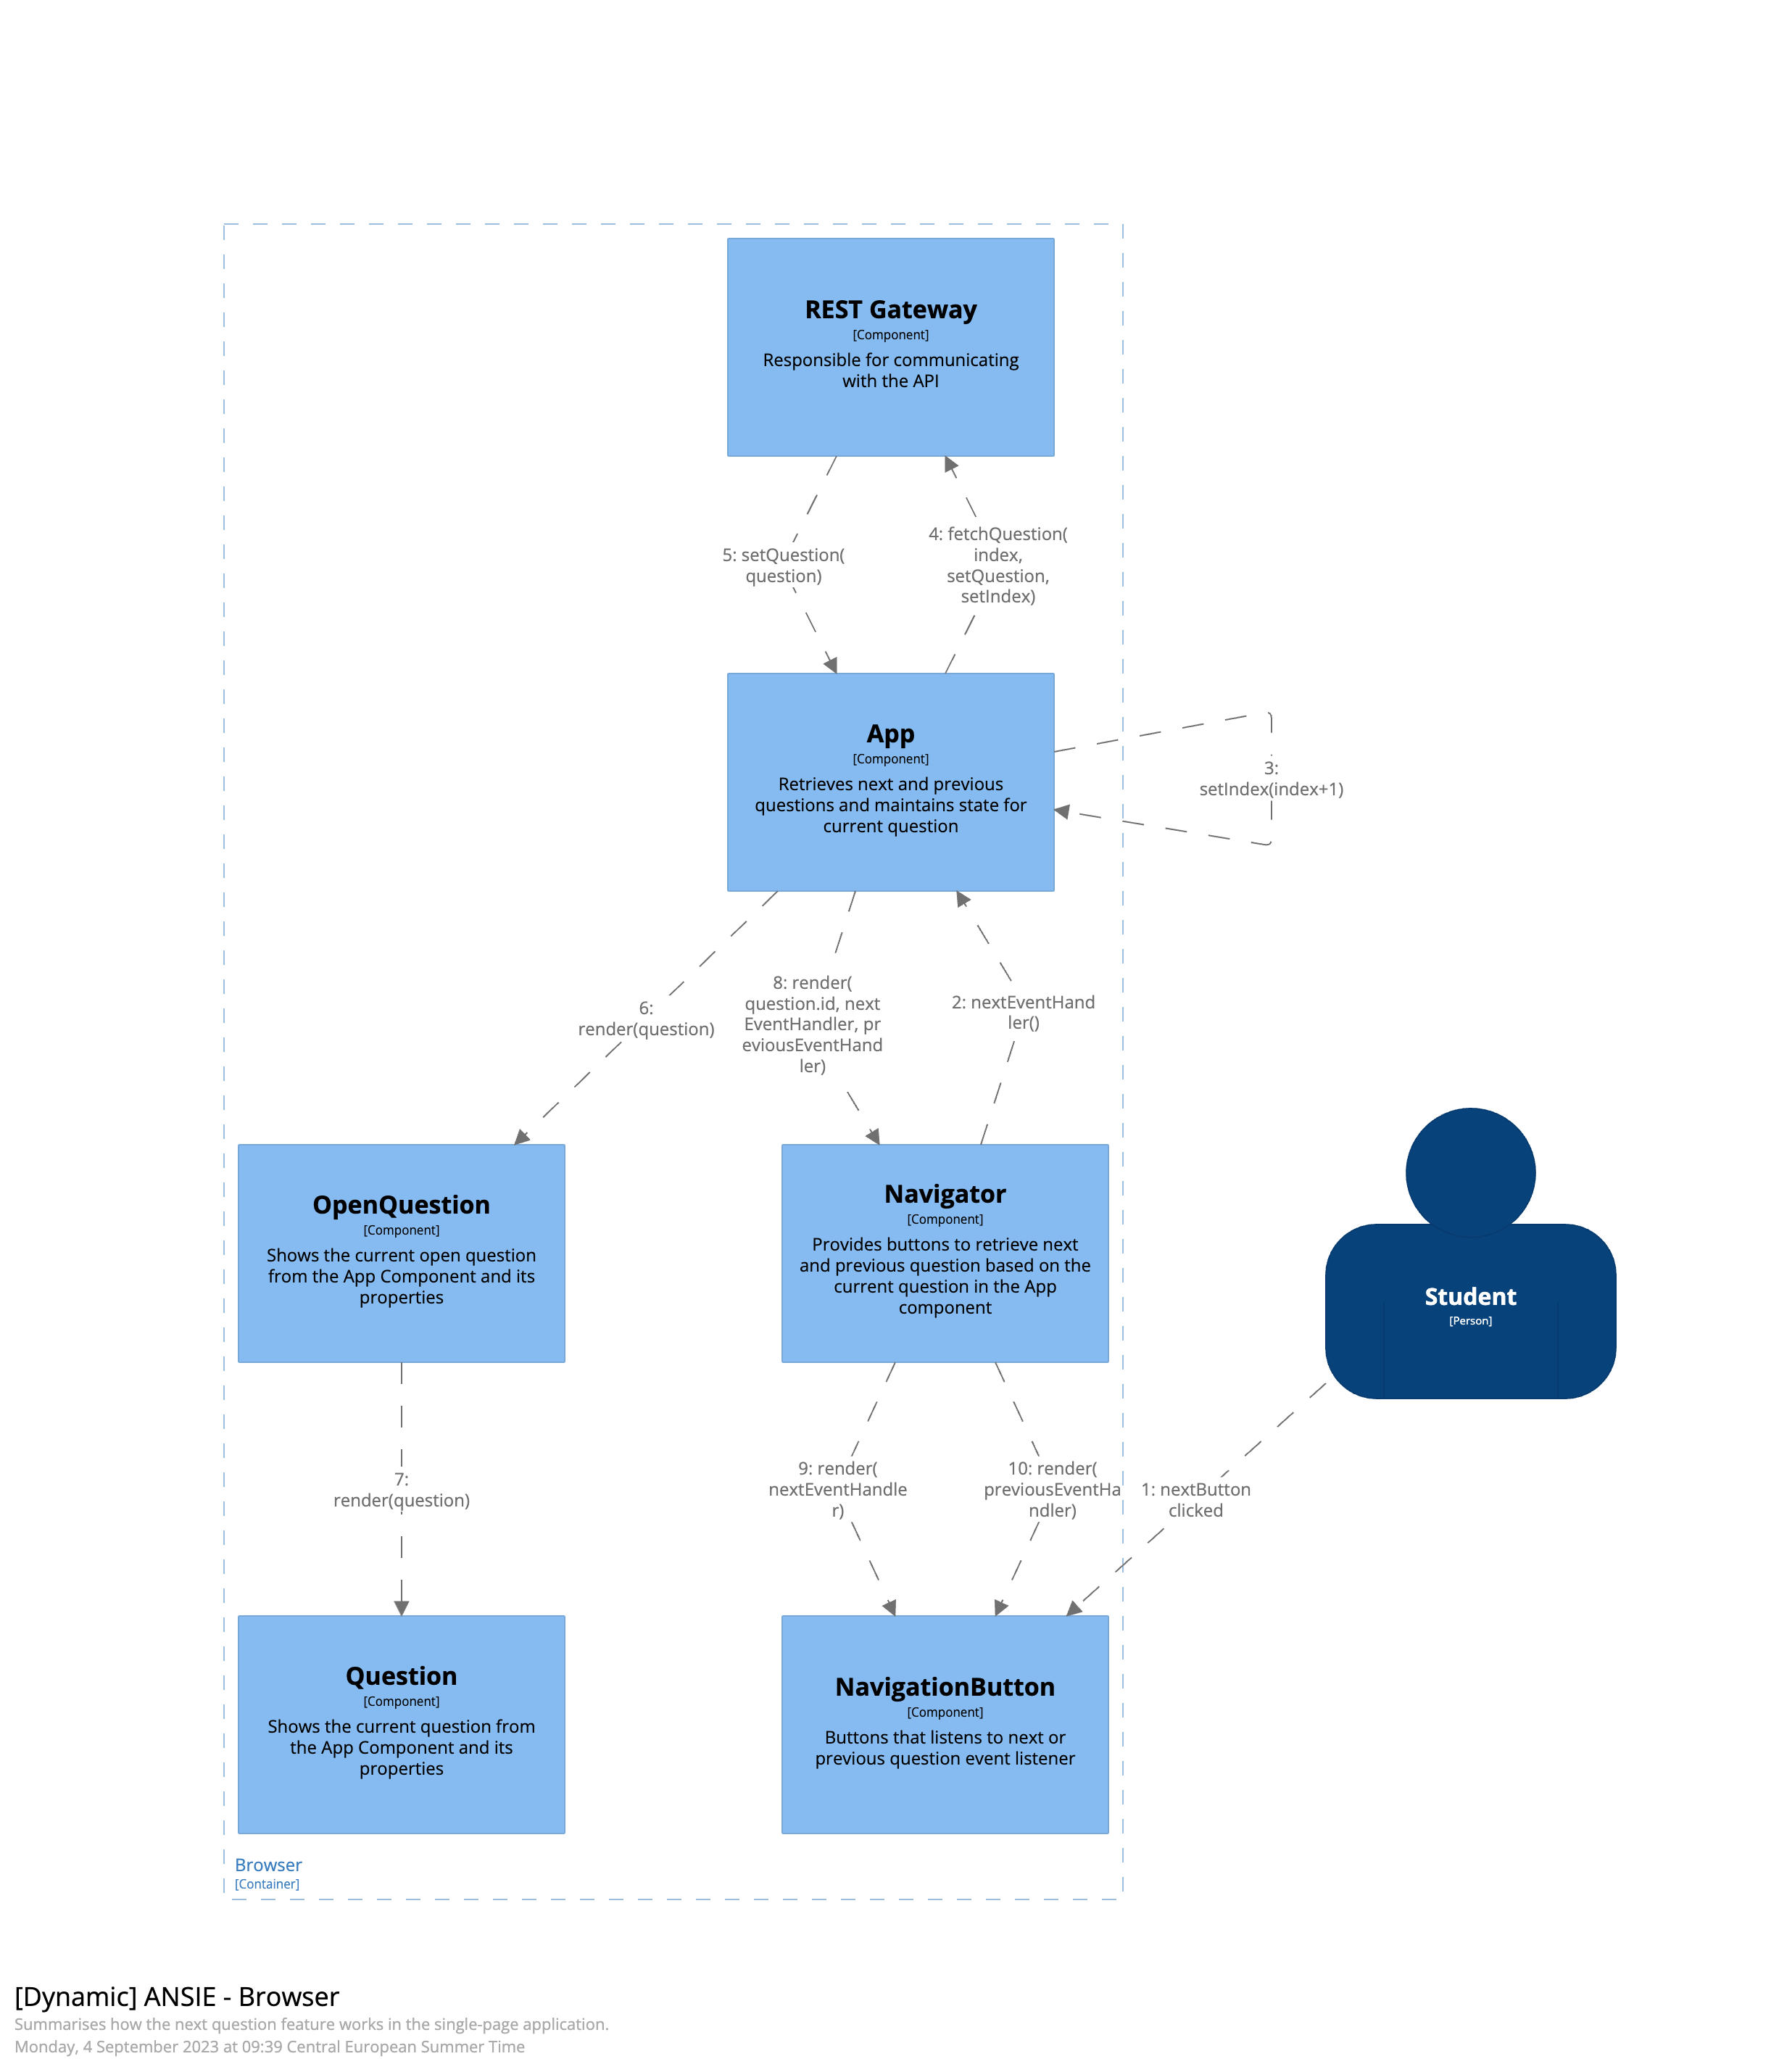 REST Gateway
[Component]
Responsible for communicating
with the API
5: setQuestion(
question)
4: fetchQuestion(
index,
setQuestion,
setIndex)
App
[Component]
Retrieves next and previous
questions and maintains state for
current question
3:
setIndex(index+1)
6:
render(question)
8: render(
question.id, next
EventHandler, pr
eviousEventHand
ler)
2: nextEventHand
ler()
OpenQuestion
[Component]
Shows the current open question
from the App Component and its
properties
Navigator
[Component]
Provides buttons to retrieve next
and previous question based on the
current question in the App
component
Student
[Person]
7:
render(question)
9: render(
nextEventHandle
r)
10: render(
previousEventHa
ndler)
1: nextButton
clicked
Question
[Component]
Shows the current question from
the App Component and its
properties
NavigationButton
[Component]
Buttons that listens to next or
previous question event listener
Browser
[Container]
[Dynamic] ANSIE - Browser
Summarises how the next question feature works in the single-page application.
Monday, 4 September 2023 at 09:39 Central European Summer Time